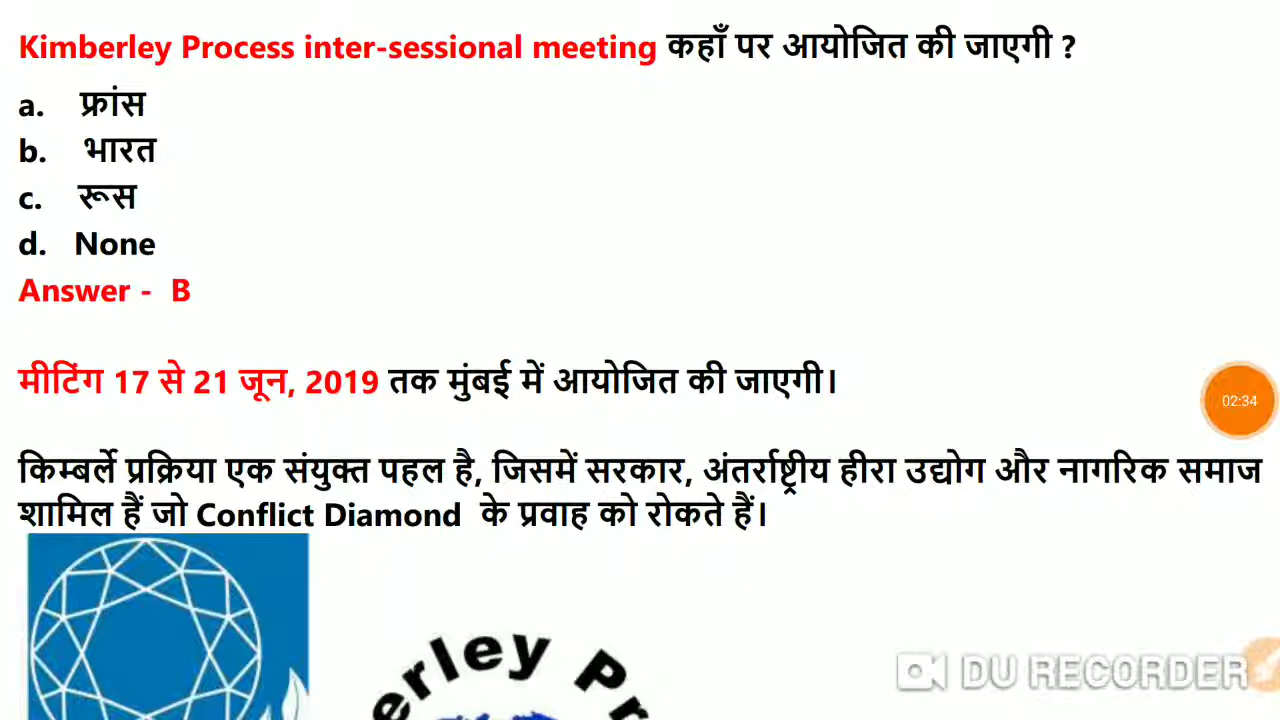 Kimberley Process inter-sessional meeting कहाँ पर आयोजित की जाएगी ?
a. फ्रांस
b. भारत
c. रूस
d. None
Answer - B
मीटिंग 17 से 21 जून, 2019 तक मुंबई में आयोजित की जाएगी।
02:34
किम्बर्ले प्रक्रिया एक संयुक्त पहल है, जिसमें सरकार, अंतर्राष्ट्रीय हीरा उद्योग और नागरिक समाज
शामिल हैं जो Conflict Diamond के प्रवाह को रोकते हैं।
DU RECORDER